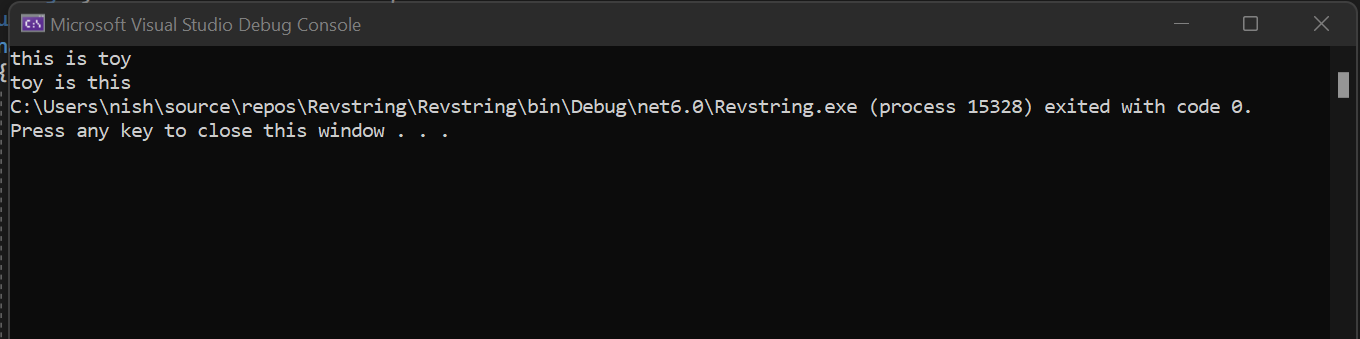 Microsoft Visual Studio Debug Console
this is toy
toy is this
C:\Users\nish\source\repos\Revstring\Revstring\bin\Debug\net6.0\Revstring.exe (process 15328) exited with code 0.
Press any key to close this window . . .